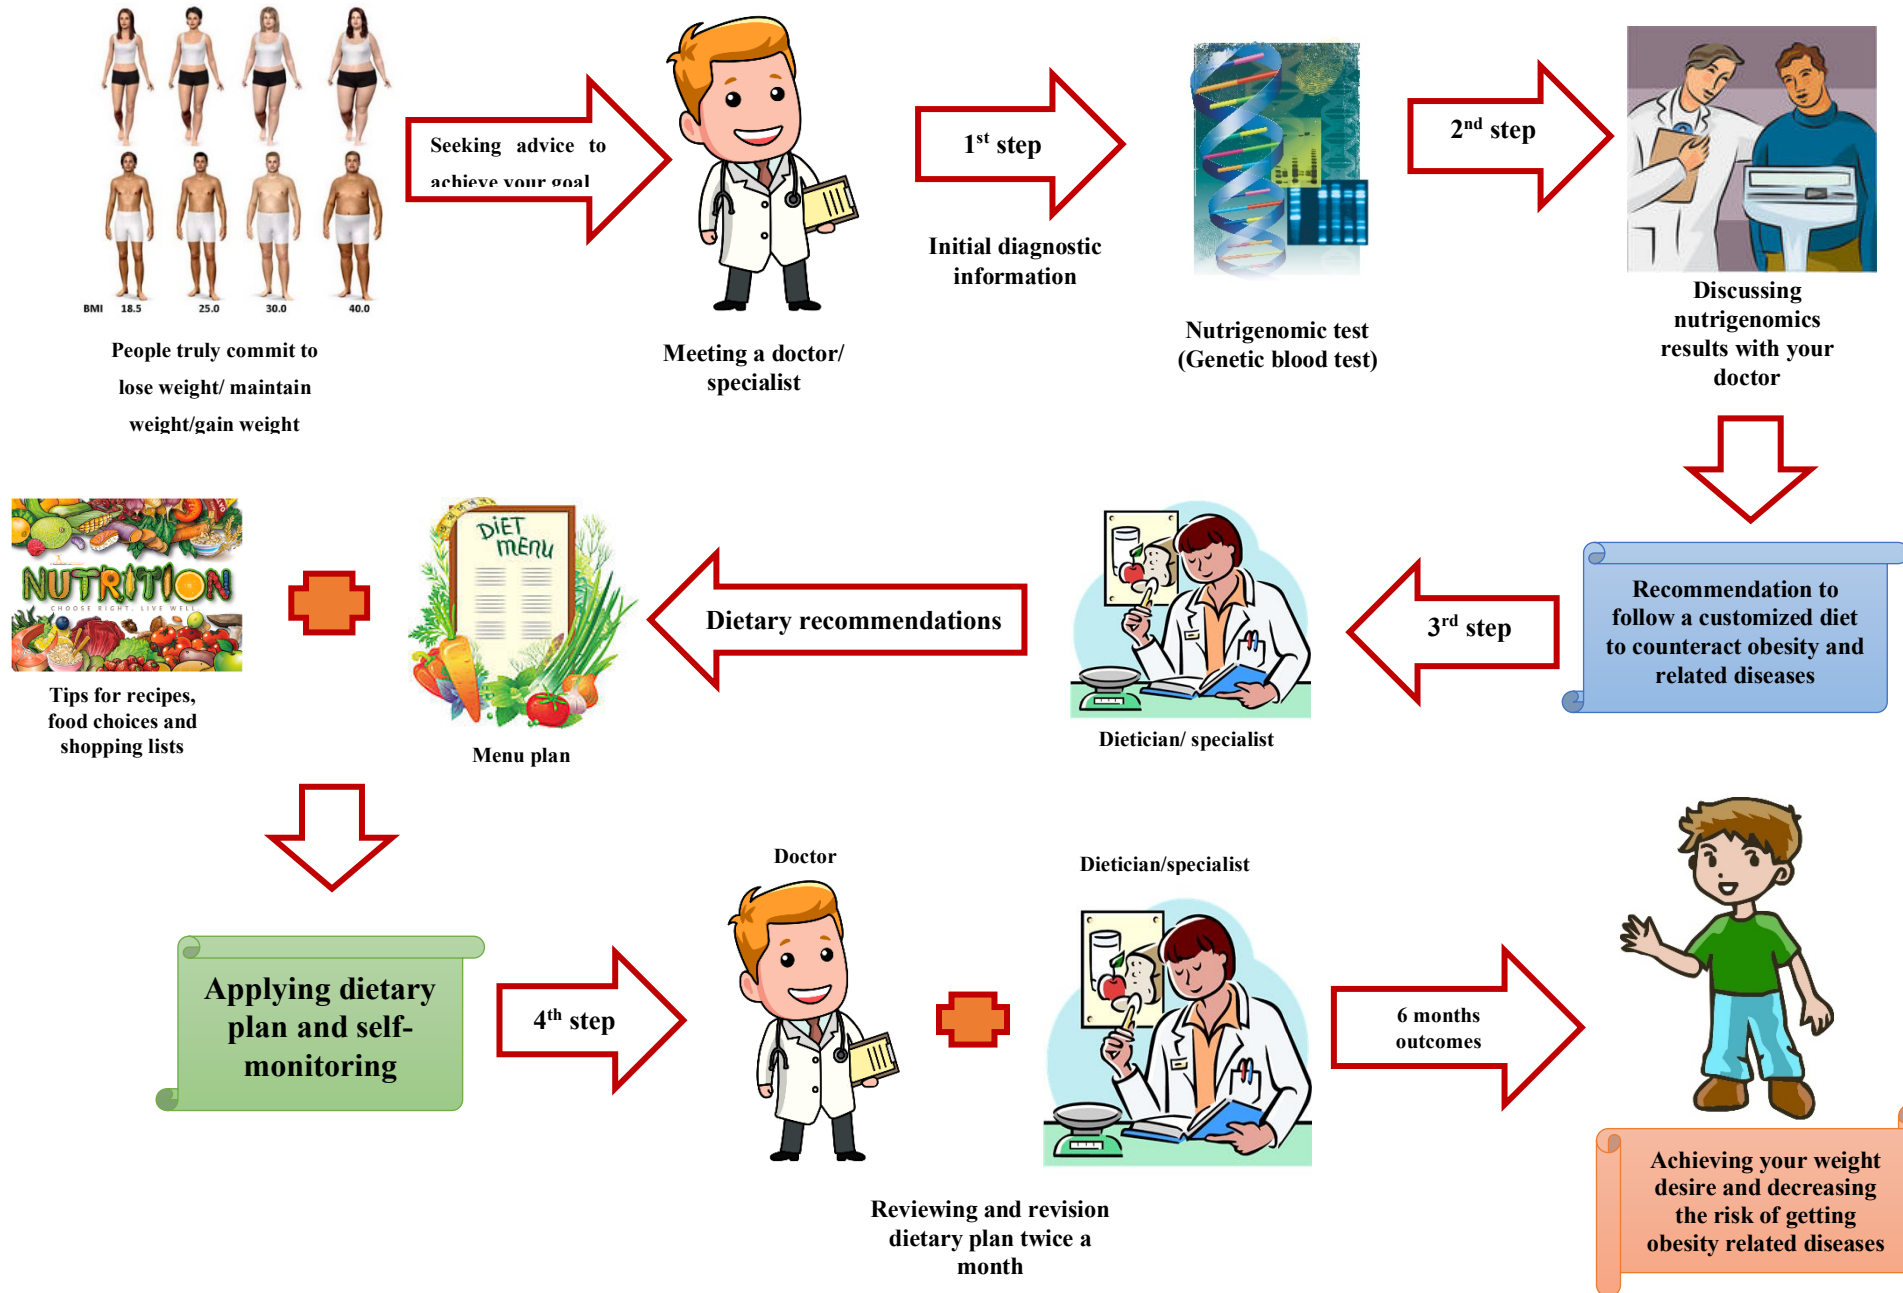 BMI 18.5 25.0 30.0 40.0
People truly commit to
lose weight/ maintain
weight/gain weight
Seeking advice to
achieve your goal
Meeting a doctor/
specialist
1st step
Initial diagnostic
information
Nutrigenomic test
(Genetic blood test)
2nd step
Discussing
nutrigenomics
results with your
doctor
Recommendation to
follow a customized diet
to counteract obesity and
related diseases
3rd step
Dietician/ specialist
Dietary recommendations
DIET
MENU
Menu plan
NUTRITION
CHOOSE RIGHT. LIVE WELL
Tips for recipes,
food choices and
shopping lists
Applying dietary
plan and self-
monitoring
4th step
Doctor
Dietician/specialist
Reviewing and revision
dietary plan twice a
month
6 months
outcomes
Achieving your weight
desire and decreasing
the risk of getting
obesity related diseases